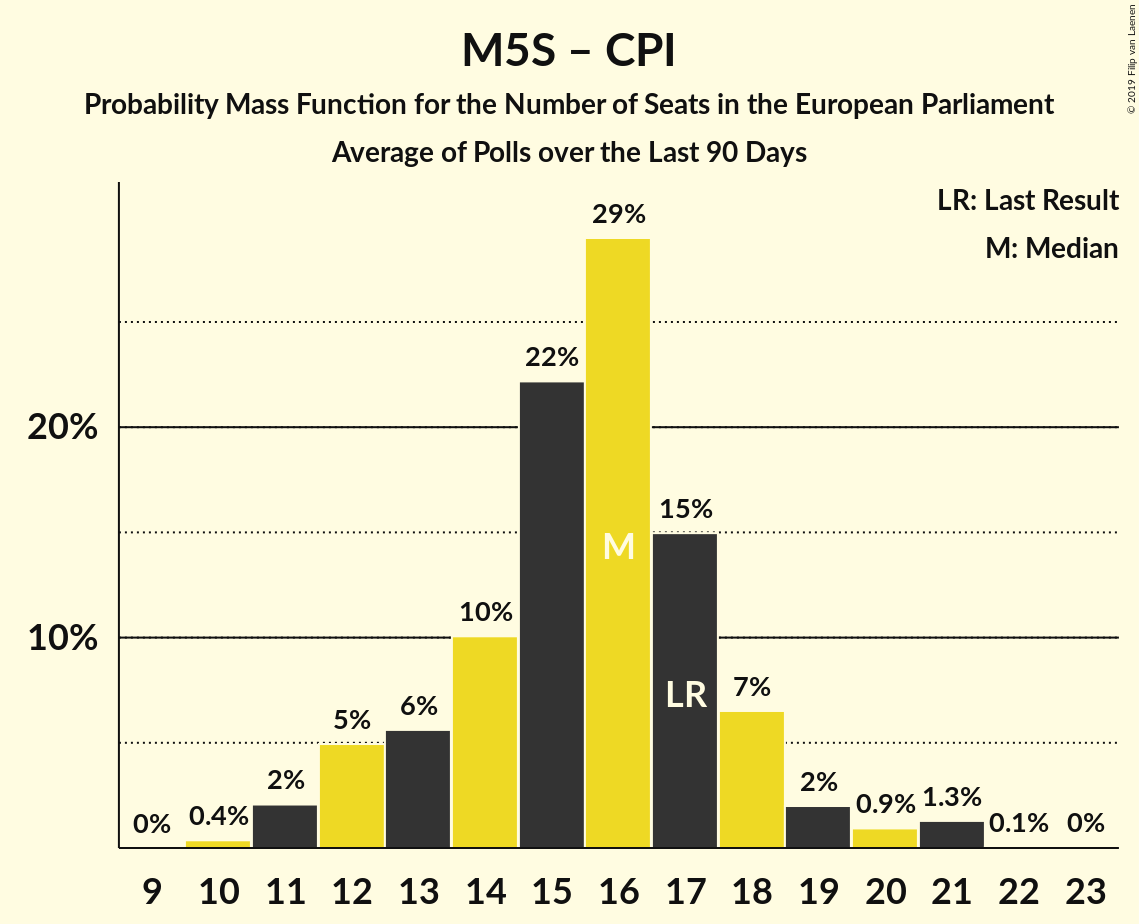 M5S – CPI
Probability Mass Function for the Number of Seats in the European Parliament
Average of Polls over the Last 90 Days
© 2019 Filip van Laenen
LR: Last Result
M: Median
20%
10%
0%
0.4%
2%
5%
6%
10%
22%
29%
15%
7%
2%
0.9%
1.3%
0.1%
0%
M
LR
9 10 11 12 13 14 15 16 17 18 19 20 21 22 23